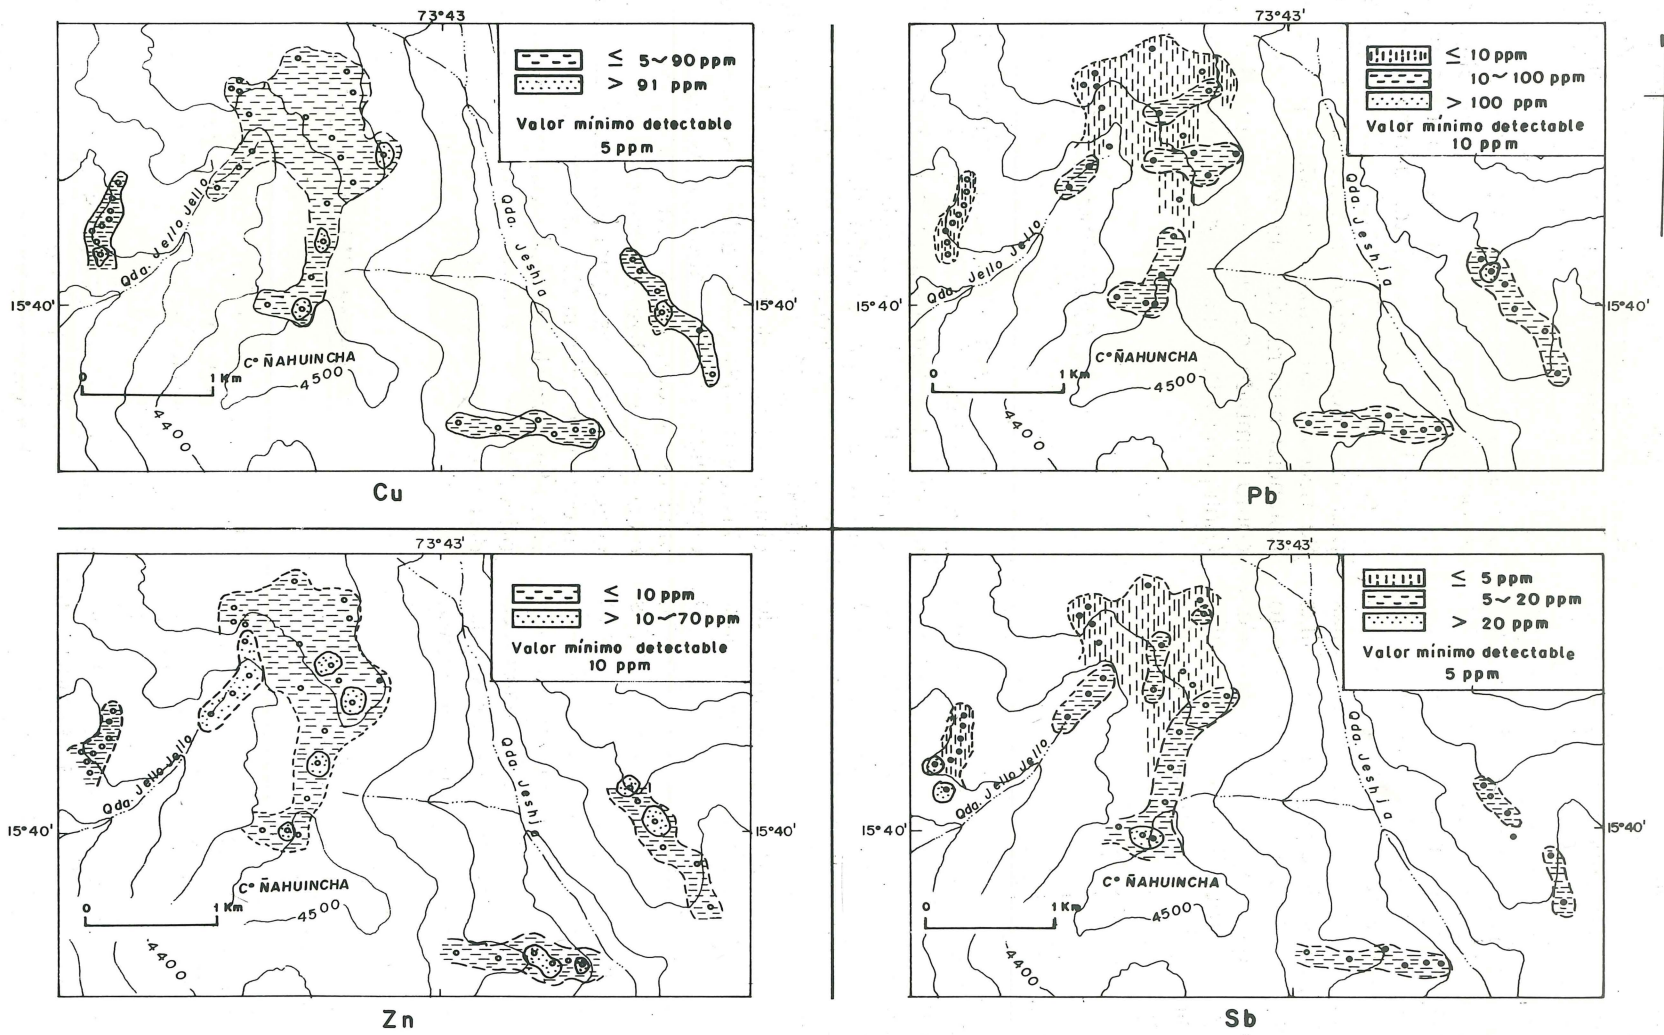 73°43
≤ 5~90 ppm
> 91 ppm
Valor mínimo detectable
5 ppm
Qda. Jello Jello
Qda. Jeshja
15°40'
15°40'
C° ÑAHUINCHA
4500
0 1 Km
4400
Cu
73°43'
≤ 10 ppm
10~100 ppm
> 100 ppm
Valor mínimo detectable
10 ppm
Qda. Jello Jello
Qda. Jeshja
15°40'
15°40'
C° ÑAHUNCHA
4500
0 1 Km
4400
Pb
73°43'
≤ 10 ppm
> 10~70 ppm
Valor mínimo detectable
10 ppm
Qda. Jello Jello
Qda. Jeshja
15°40'
15°40'
C° ÑAHUINCHA
4500
0 1 Km
4400
Zn
73°43'
≤ 5 ppm
5~20 ppm
> 20 ppm
Valor mínimo detectable
5 ppm
Qda. Jello Jello
Qda. Jeshja
15°40'
15°40'
C° ÑAHUINCHA
4500
0 1 Km
4400
Sb